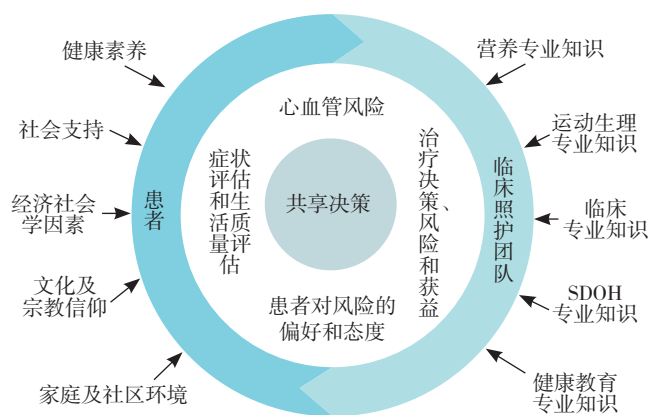 健康素养
社会支持
经济社会
学因素
文化及
宗教信仰
家庭及社区环境
患者
心血管风险
症状
评估
和生
活质
量评
估
共享决策
治疗决策、风险和获益
患者对风险的
偏好和态度
临床照护团队
营养专业知识
运动生理
专业知识
临床
专业知识
SDOH
专业知识
健康教育
专业知识